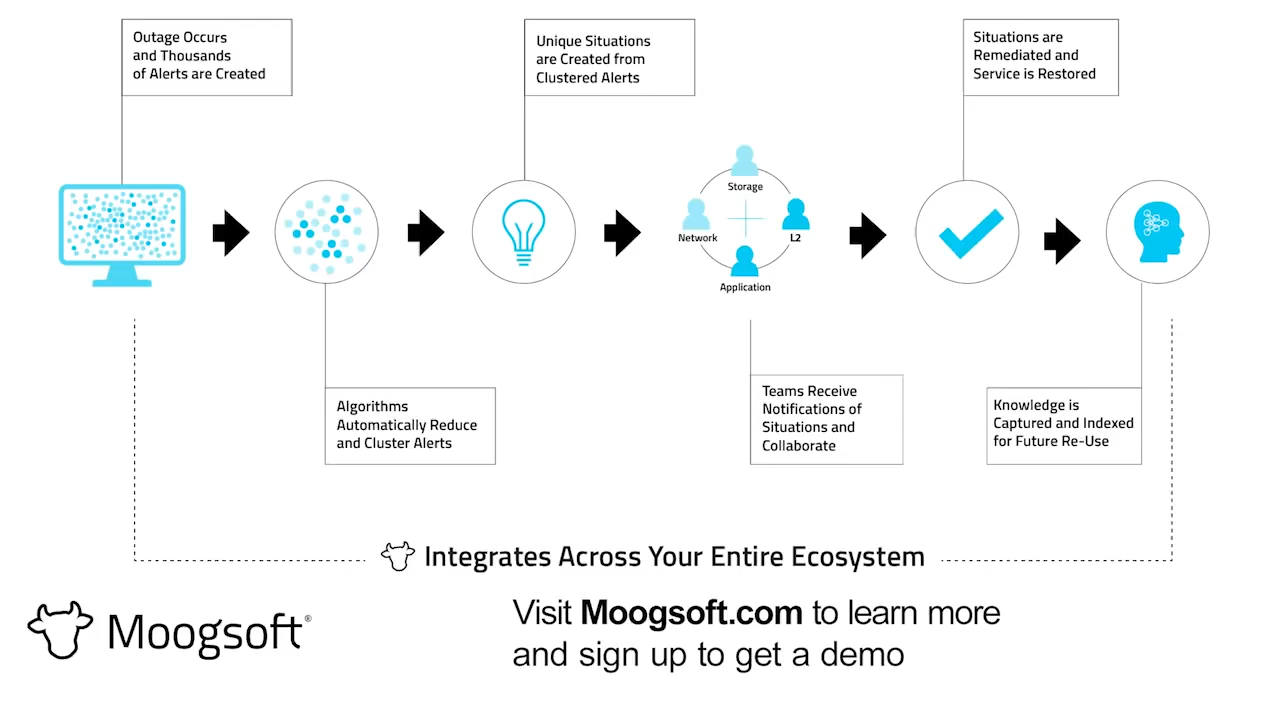 Outage Occurs
and Thousands
of Alerts are Created
Unique Situations
are Created from
Clustered Alerts
Situations are
Remediated and
Service is Restored
Storage
Network
L2
Application
Algorithms
Automatically Reduce
and Cluster Alerts
Teams Receive
Notifications of
Situations and
Collaborate
Knowledge is
Captured and Indexed
for Future Re-Use
Integrates Across Your Entire Ecosystem
Moogsoft®
Visit Moogsoft.com to learn more
and sign up to get a demo